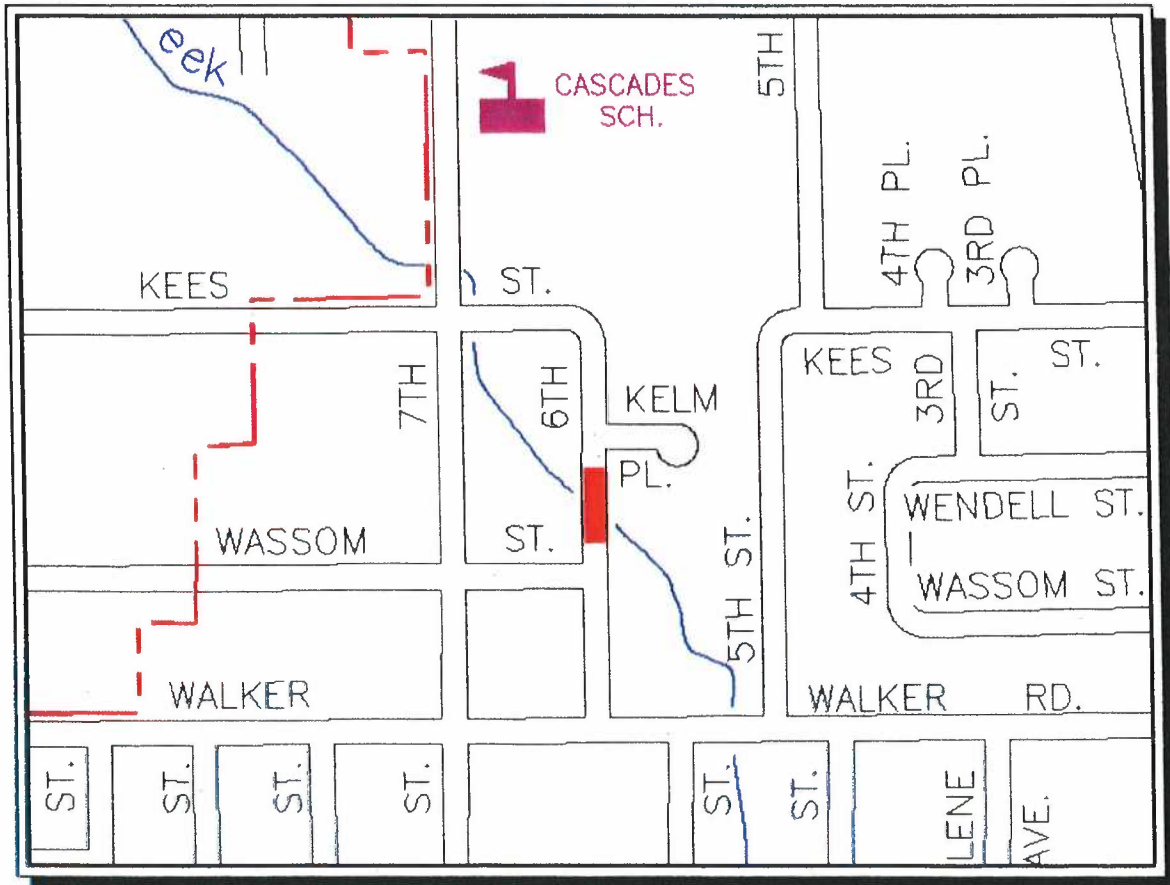 eek
5TH
CASCADES
SCH.
4TH PL.
3RD PL.
KEES ST.
7TH
6TH
KELM
PL.
KEES ST.
3RD
ST.
4TH ST.
WENDELL ST.
WASSOM ST.
WASSOM ST.
5TH ST.
WALKER
WALKER RD.
ST.
ST.
ST.
ST.
ST.
ST.
LENE
AVE.